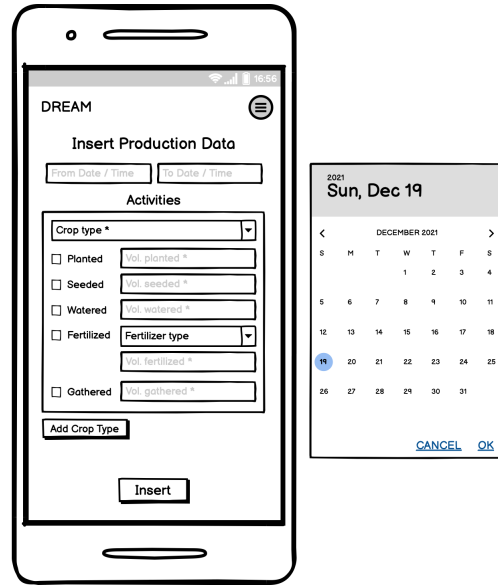 16:56
DREAM
Insert Production Data
From Date / Time To Date / Time
Activities
Crop type *
Planted Vol. planted *
Seeded Vol. seeded *
Watered Vol. watered *
Fertilized Fertilizer type
Vol. fertilized *
Gathered Vol. gathered *
Add Crop Type
Insert
2021
Sun, Dec 19
< DECEMBER 2021 >
S M T W T F S
1 2 3 4
5 6 7 8 9 10 11
12 13 14 15 16 17 18
19 20 21 22 23 24 25
26 27 28 29 30 31
CANCEL OK